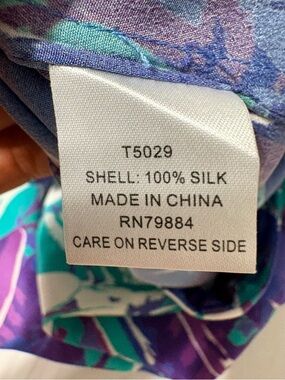 T5029
SHELL: 100% SILK
MADE IN CHINA
RN79884
CARE ON REVERSE SIDE